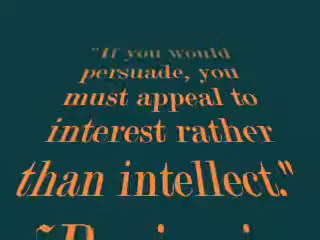 "If you would
persuade, you
must appeal to
interest rather
than intellect."